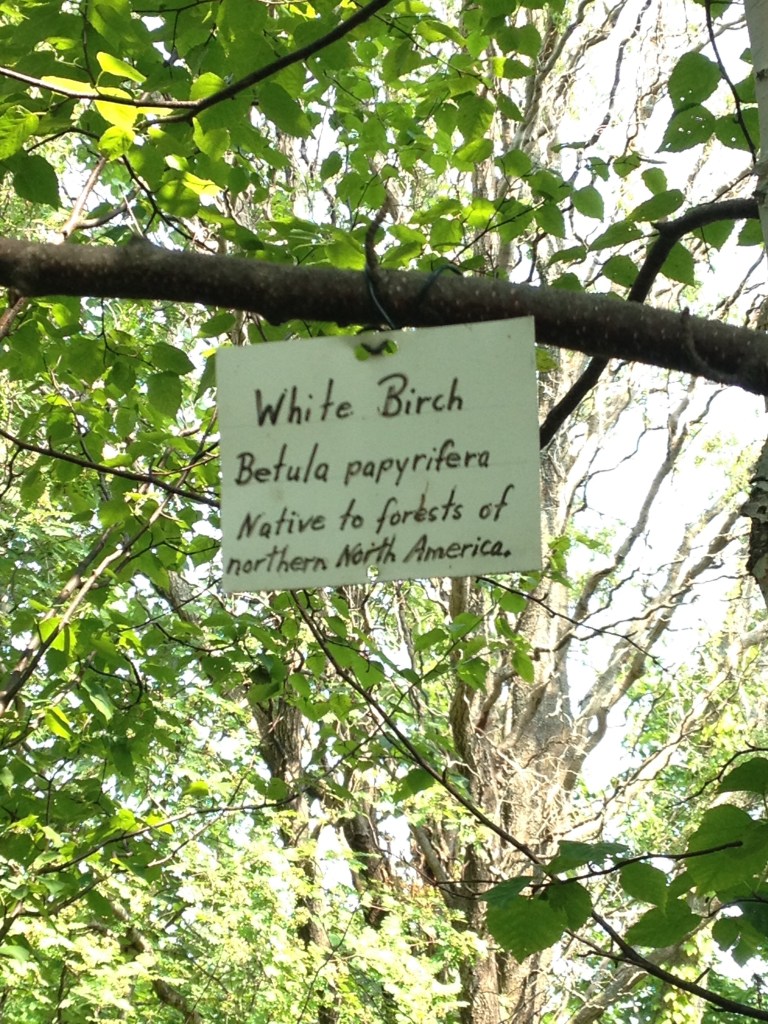 White Birch
Betula papyrifera
Native to forests of
northern North America.